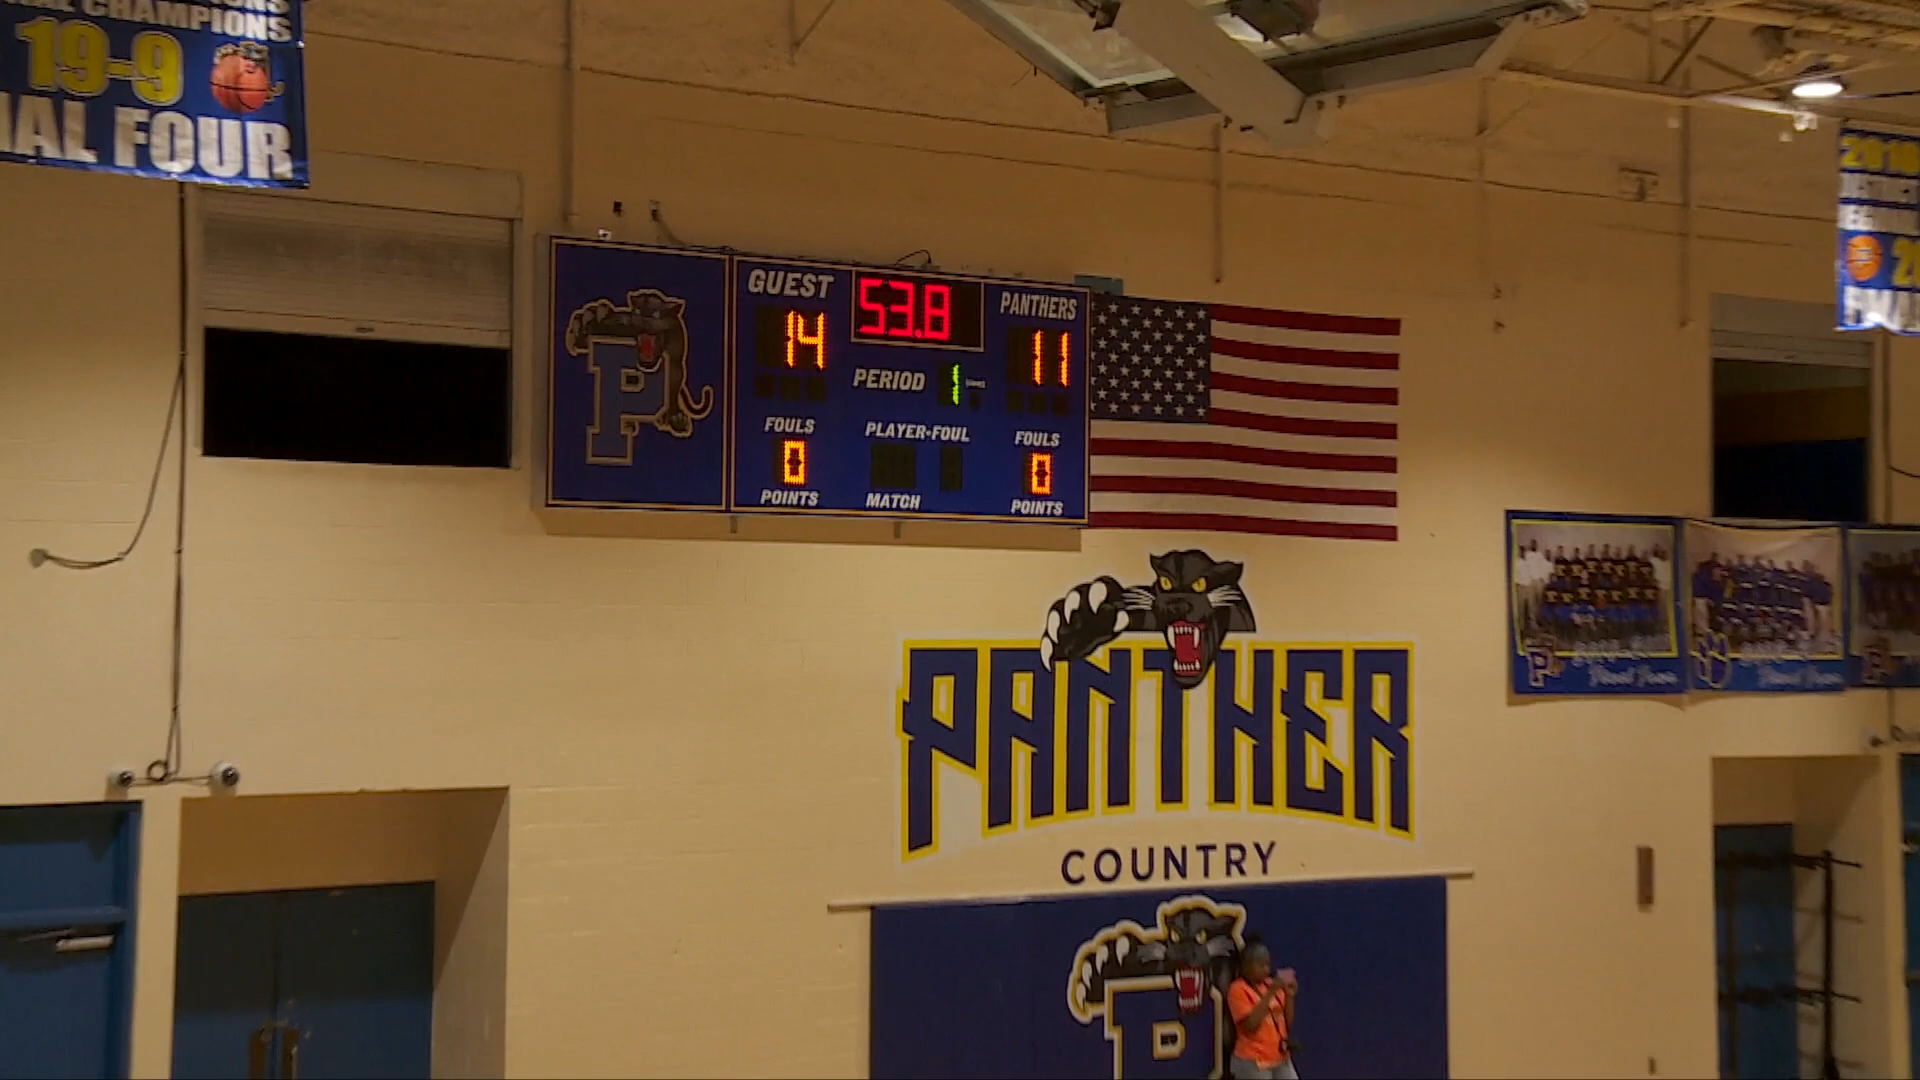 CHAMPIONS
19-9
FOUR
GUEST
53.8
PANTHERS
14
11
PERIOD 1
FOULS
PLAYER-FOUL
FOULS
0
0
POINTS
MATCH
POINTS
P
PANTHER
COUNTRY
P